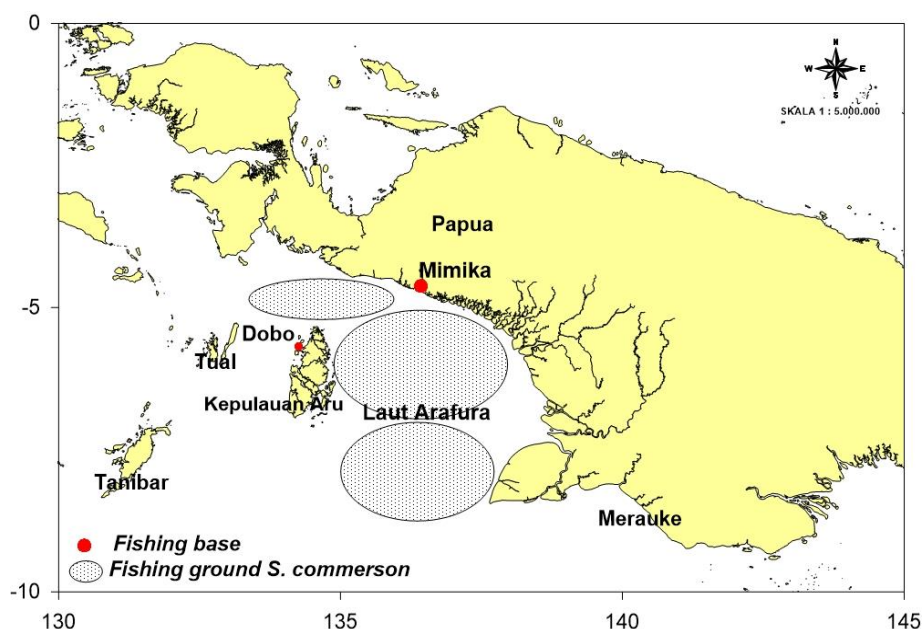 0
N
W E
S
SKALA 1 : 5.000.000
Papua
Mimika
-5
Dobo
Tual
Kepulauan Aru
Laut Arafura
Tanibar
Merauke
Fishing base
Fishing ground S. commerson
-10
130 135 140 145